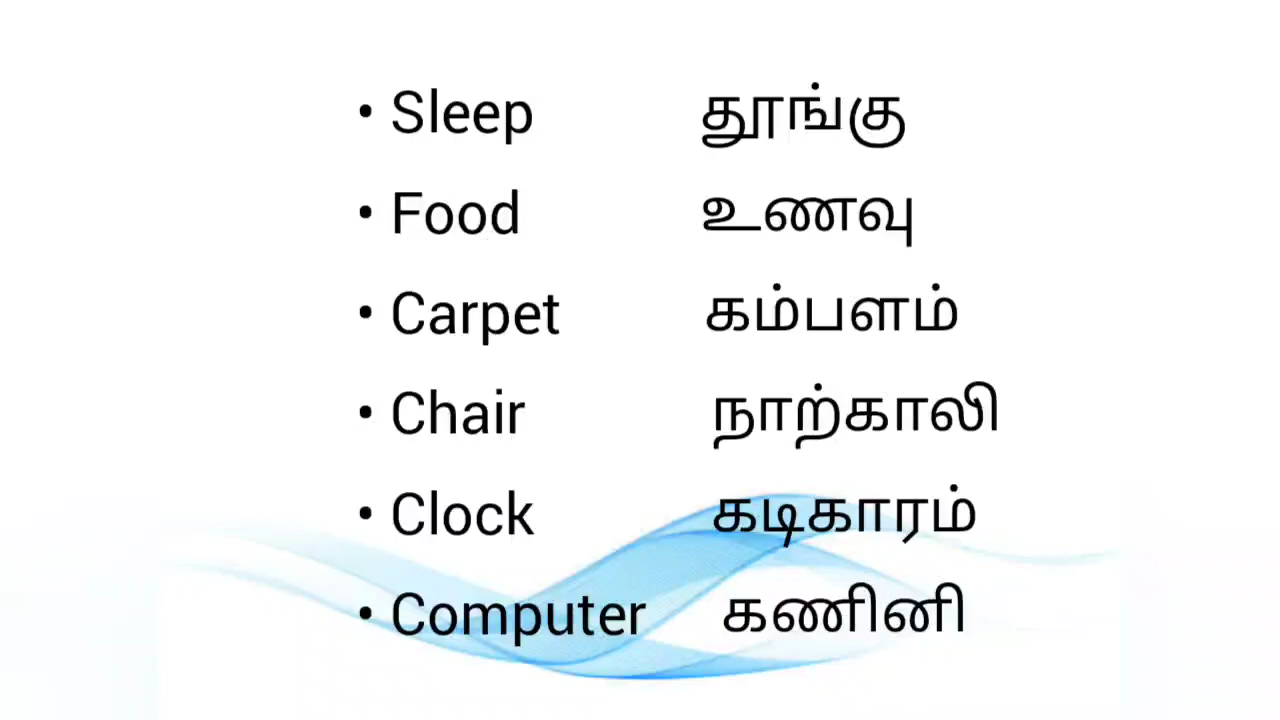 • Sleep தூங்கு
• Food உணவு
• Carpet கம்பளம்
• Chair நாற்காலி
• Clock கடிகாரம்
• Computer கணினி